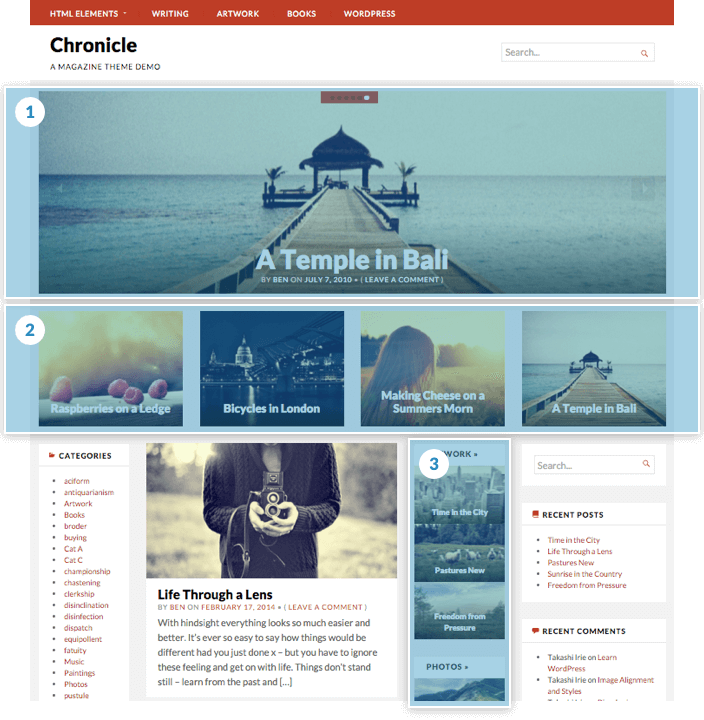 HTML ELEMENTS WRITING ARTWORK BOOKS WORDPRESS
Chronicle
A MAGAZINE THEME DEMO
Search...
1
A Temple in Bali
BY BEN ON JULY 7, 2010 • ( LEAVE A COMMENT )
2
Raspberries on a Ledge
Bicycles in London
Making Cheese on a
Summers Morn
A Temple in Bali
CATEGORIES
aciform
antiquarianism
Artwork
Books
broder
buying
Cat A
Cat C
championship
chastening
clerkship
disinclination
disinfection
dispatch
equipollent
fatuity
Music
Paintings
Photos
pustule
Life Through a Lens
BY BEN ON FEBRUARY 17, 2014 • ( LEAVE A COMMENT )
With hindsight everything looks so much easier and
better. It's ever so easy to say how things would be
different had you just done x – but you have to ignore
these feeling and get on with life. Things don't stand
still – learn from the past and [...]
3
WORK »
Time in the City
Pastures New
Freedom from
Pressure
PHOTOS »
Search...
RECENT POSTS
Time in the City
Life Through a Lens
Pastures New
Sunrise in the Country
Freedom from Pressure
RECENT COMMENTS
Takashi Irie on Learn
WordPress
Takashi Irie on Image Alignment
and Styles